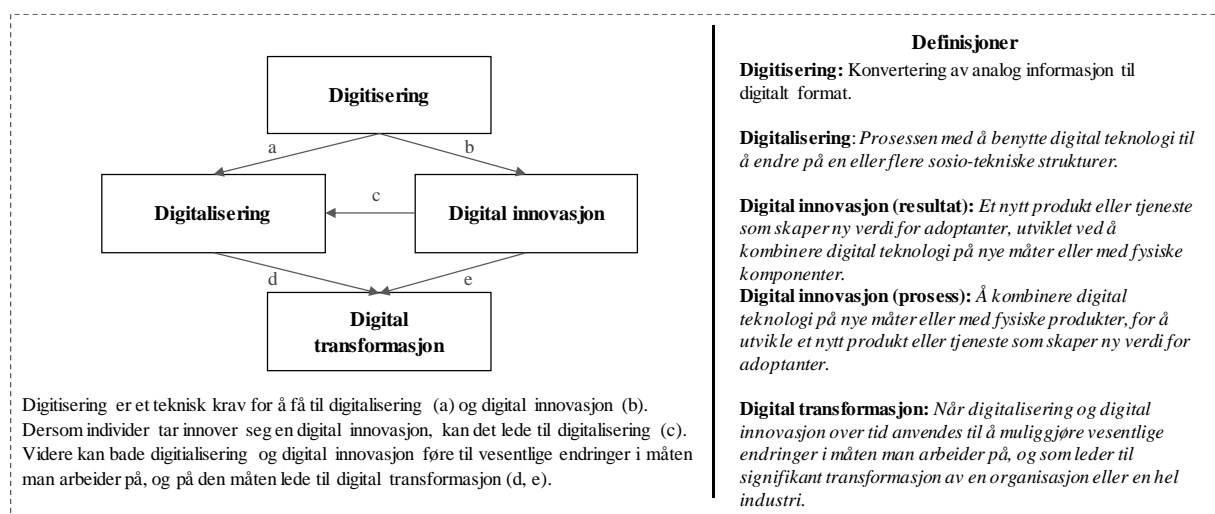 Digitisering
a
b
Digitalisering
c
Digital innovasjon
d
e
Digital
transformasjon
Digitisering er et teknisk krav for å få til digitalisering (a) og digital innovasjon (b).
Dersom individer tar innover seg en digital innovasjon, kan det lede til digitalisering (c).
Videre kan bade digitialisering og digital innovasjon føre til vesentlige endringer i måten
man arbeider på, og på den måten lede til digital transformasjon (d, e).
Definisjoner
Digitisering: Konvertering av analog informasjon til
digitalt format.
Digitalisering: Prosessen med å benytte digital teknologi til
å endre på en eller flere sosio-tekniske strukturer.
Digital innovasjon (resultat): Et nytt produkt eller tjeneste
som skaper ny verdi for adoptanter, utviklet ved å
kombinere digital teknologi på nye måter eller med fysiske
komponenter.
Digital innovasjon (prosess): Å kombinere digital
teknologi på nye måter eller med fysiske produkter, for å
utvikle et nytt produkt eller tjeneste som skaper ny verdi for
adoptanter.
Digital transformasjon: Når digitalisering og digital
innovasjon over tid anvendes til å muliggjøre vesentlige
endringer i måten man arbeider på, og som leder til
signifikant transformasjon av en organisasjon eller en hel
industri.